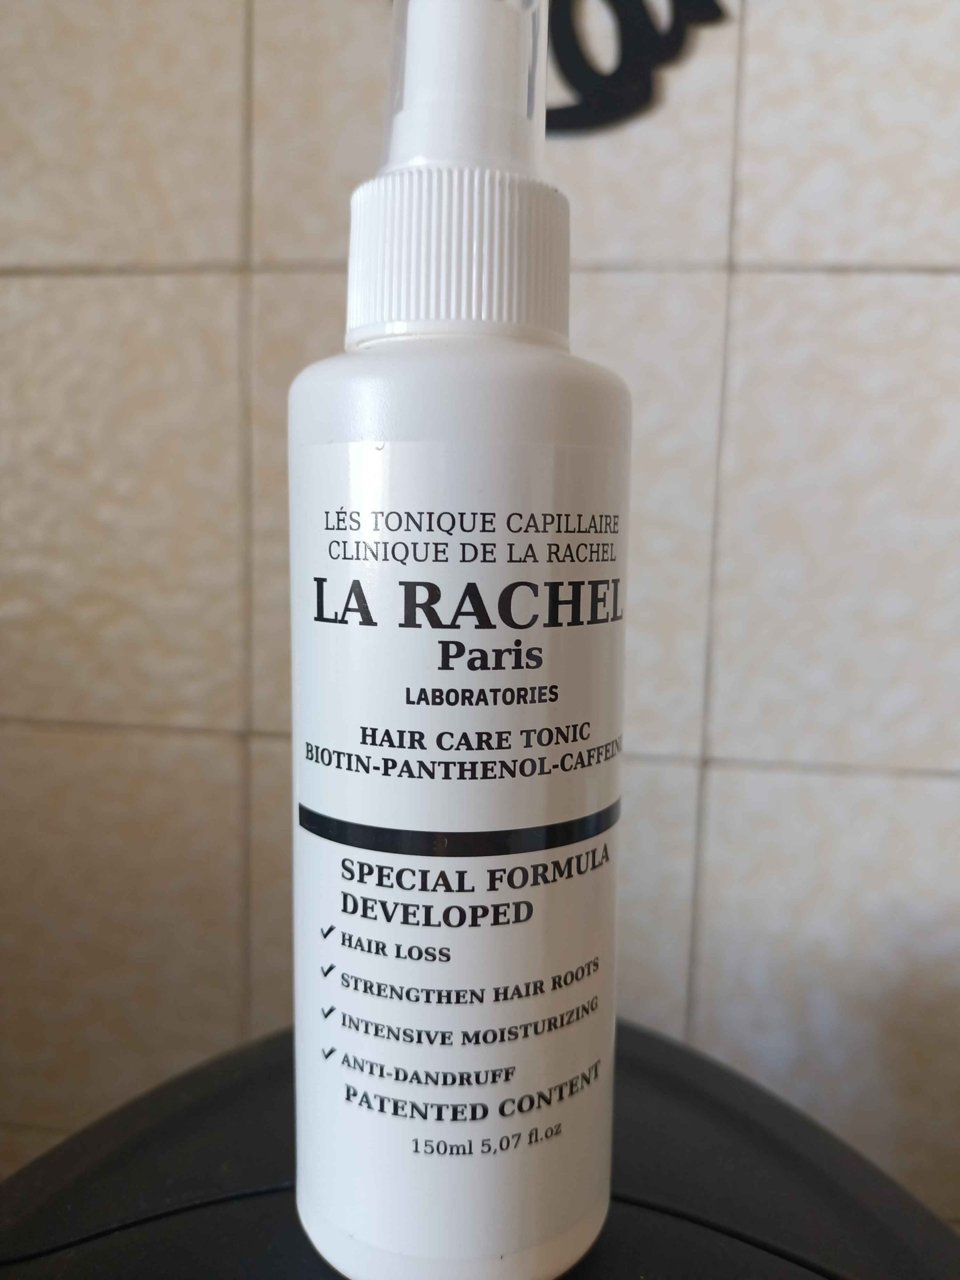 LÉS TONIQUE CAPILLAIRE
CLINIQUE DE LA RACHEL
LA RACHEL
Paris
LABORATORIES
HAIR CARE TONIC
BIOTIN-PANTHENOL-CAFFEIN
SPECIAL FORMULA
DEVELOPED
✓ HAIR LOSS
✓ STRENGTHEN HAIR ROOTS
✓ INTENSIVE MOISTURIZING
✓ ANTI-DANDRUFF
PATENTED CONTENT
150ml 5,07 fl.oz